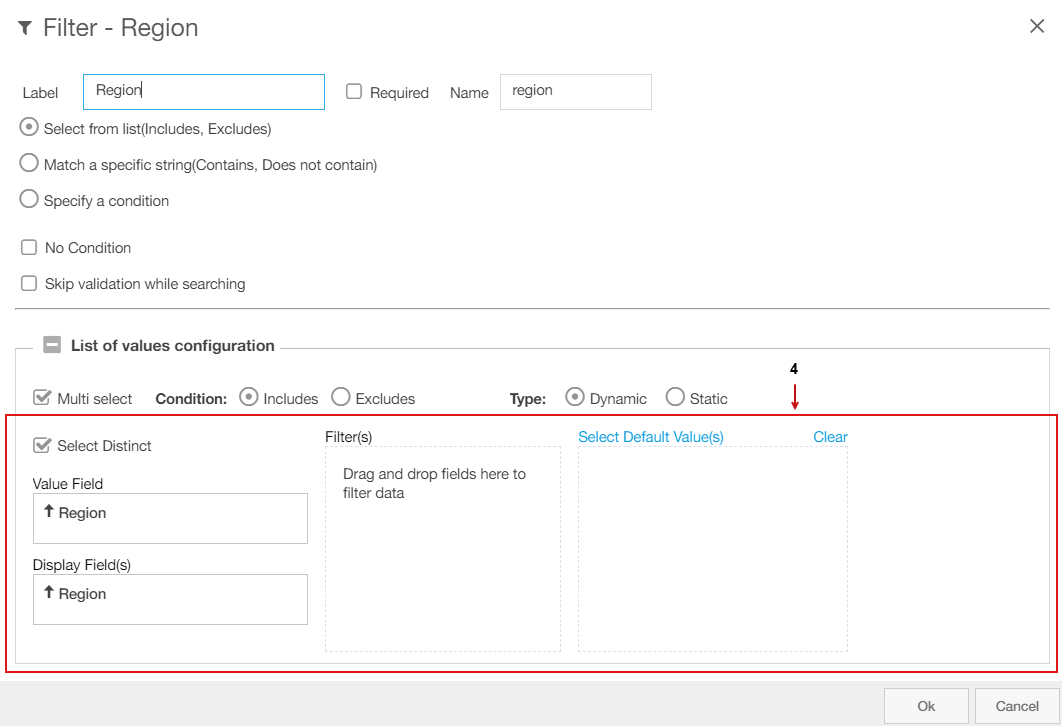 Filter - Region
Label Region Required Name region
Select from list(Includes, Excludes)
Match a specific string(Contains, Does not contain)
Specify a condition
No Condition
Skip validation while searching
List of values configuration
4
Multi select Condition: Includes Excludes Type: Dynamic Static
Select Distinct
Value Field
Region
Display Field(s)
Region
Filter(s)
Drag and drop fields here to
filter data
Select Default Value(s) Clear
Ok Cancel